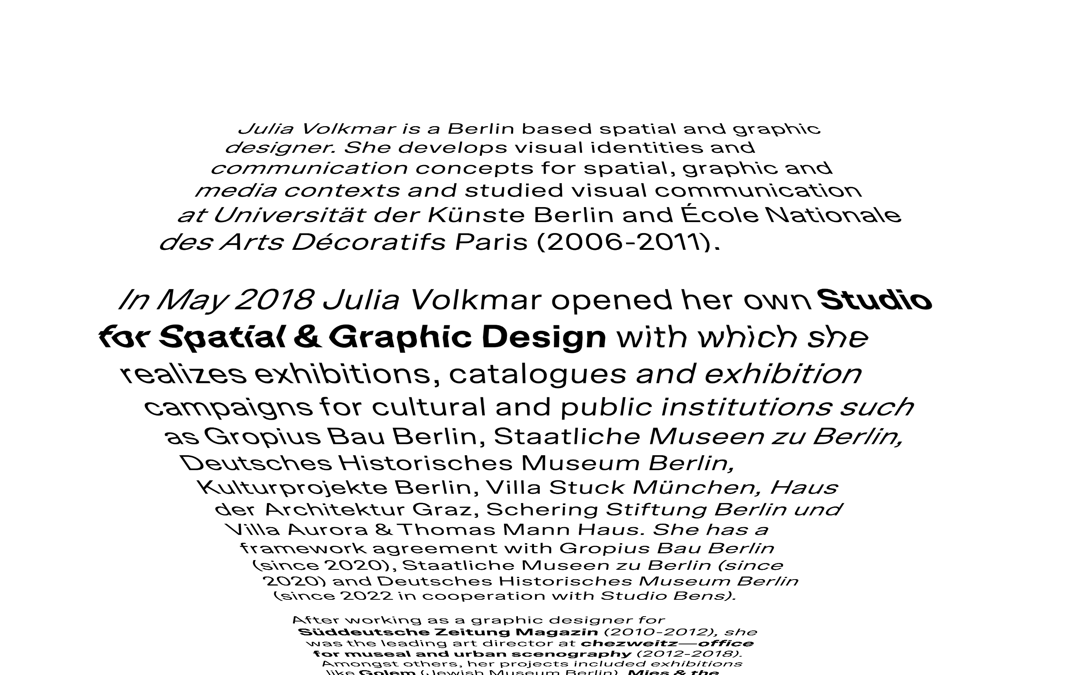 Julia Volkmar is a Berlin based spatial and graphic
designer. She develops visual identities and
communication concepts for spatial, graphic and
media contexts and studied visual communication
at Universität der Künste Berlin and École Nationale
des Arts Décoratifs Paris (2006-2011).
In May 2018 Julia Volkmar opened her own Studio
for Spatial & Graphic Design with which she
realizes exhibitions, catalogues and exhibition
campaigns for cultural and public institutions such
as Gropius Bau Berlin, Staatliche Museen zu Berlin,
Deutsches Historisches Museum Berlin,
Kulturprojekte Berlin, Villa Stuck München, Haus
der Architektur Graz, Schering Stiftung Berlin und
Villa Aurora & Thomas Mann Haus. She has a
framework agreement with Gropius Bau Berlin
(since 2020), Staatliche Museen zu Berlin (since
2020) and Deutsches Historisches Museum Berlin
(since 2022 in cooperation with Studio Bens).
After working as a graphic designer for
Süddeutsche Zeitung Magazin (2010-2012), she
was the leading art director at chezweitz—office
for museal and urban scenography (2012-2018).
Amongst others, her projects included exhibitions
like Golem (Jewish Museum Berlin), Mies & the